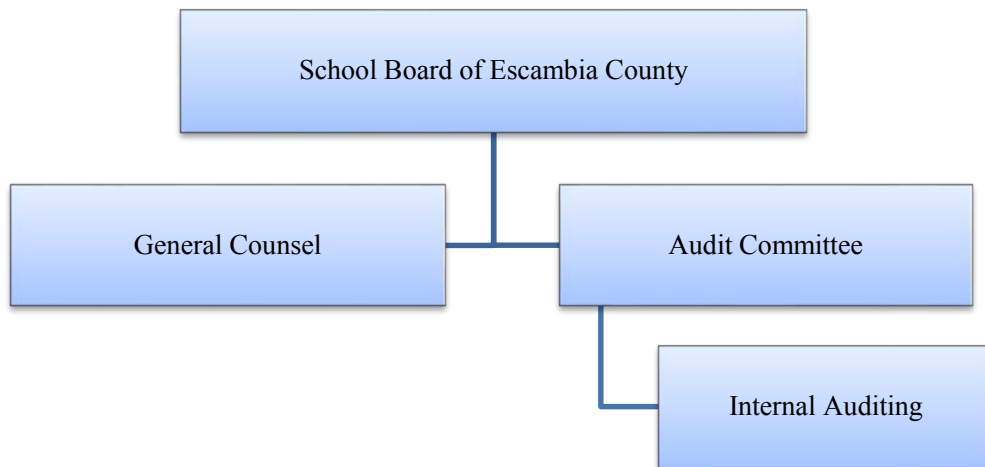 School Board of Escambia County
General Counsel
Audit Committee
Internal Auditing